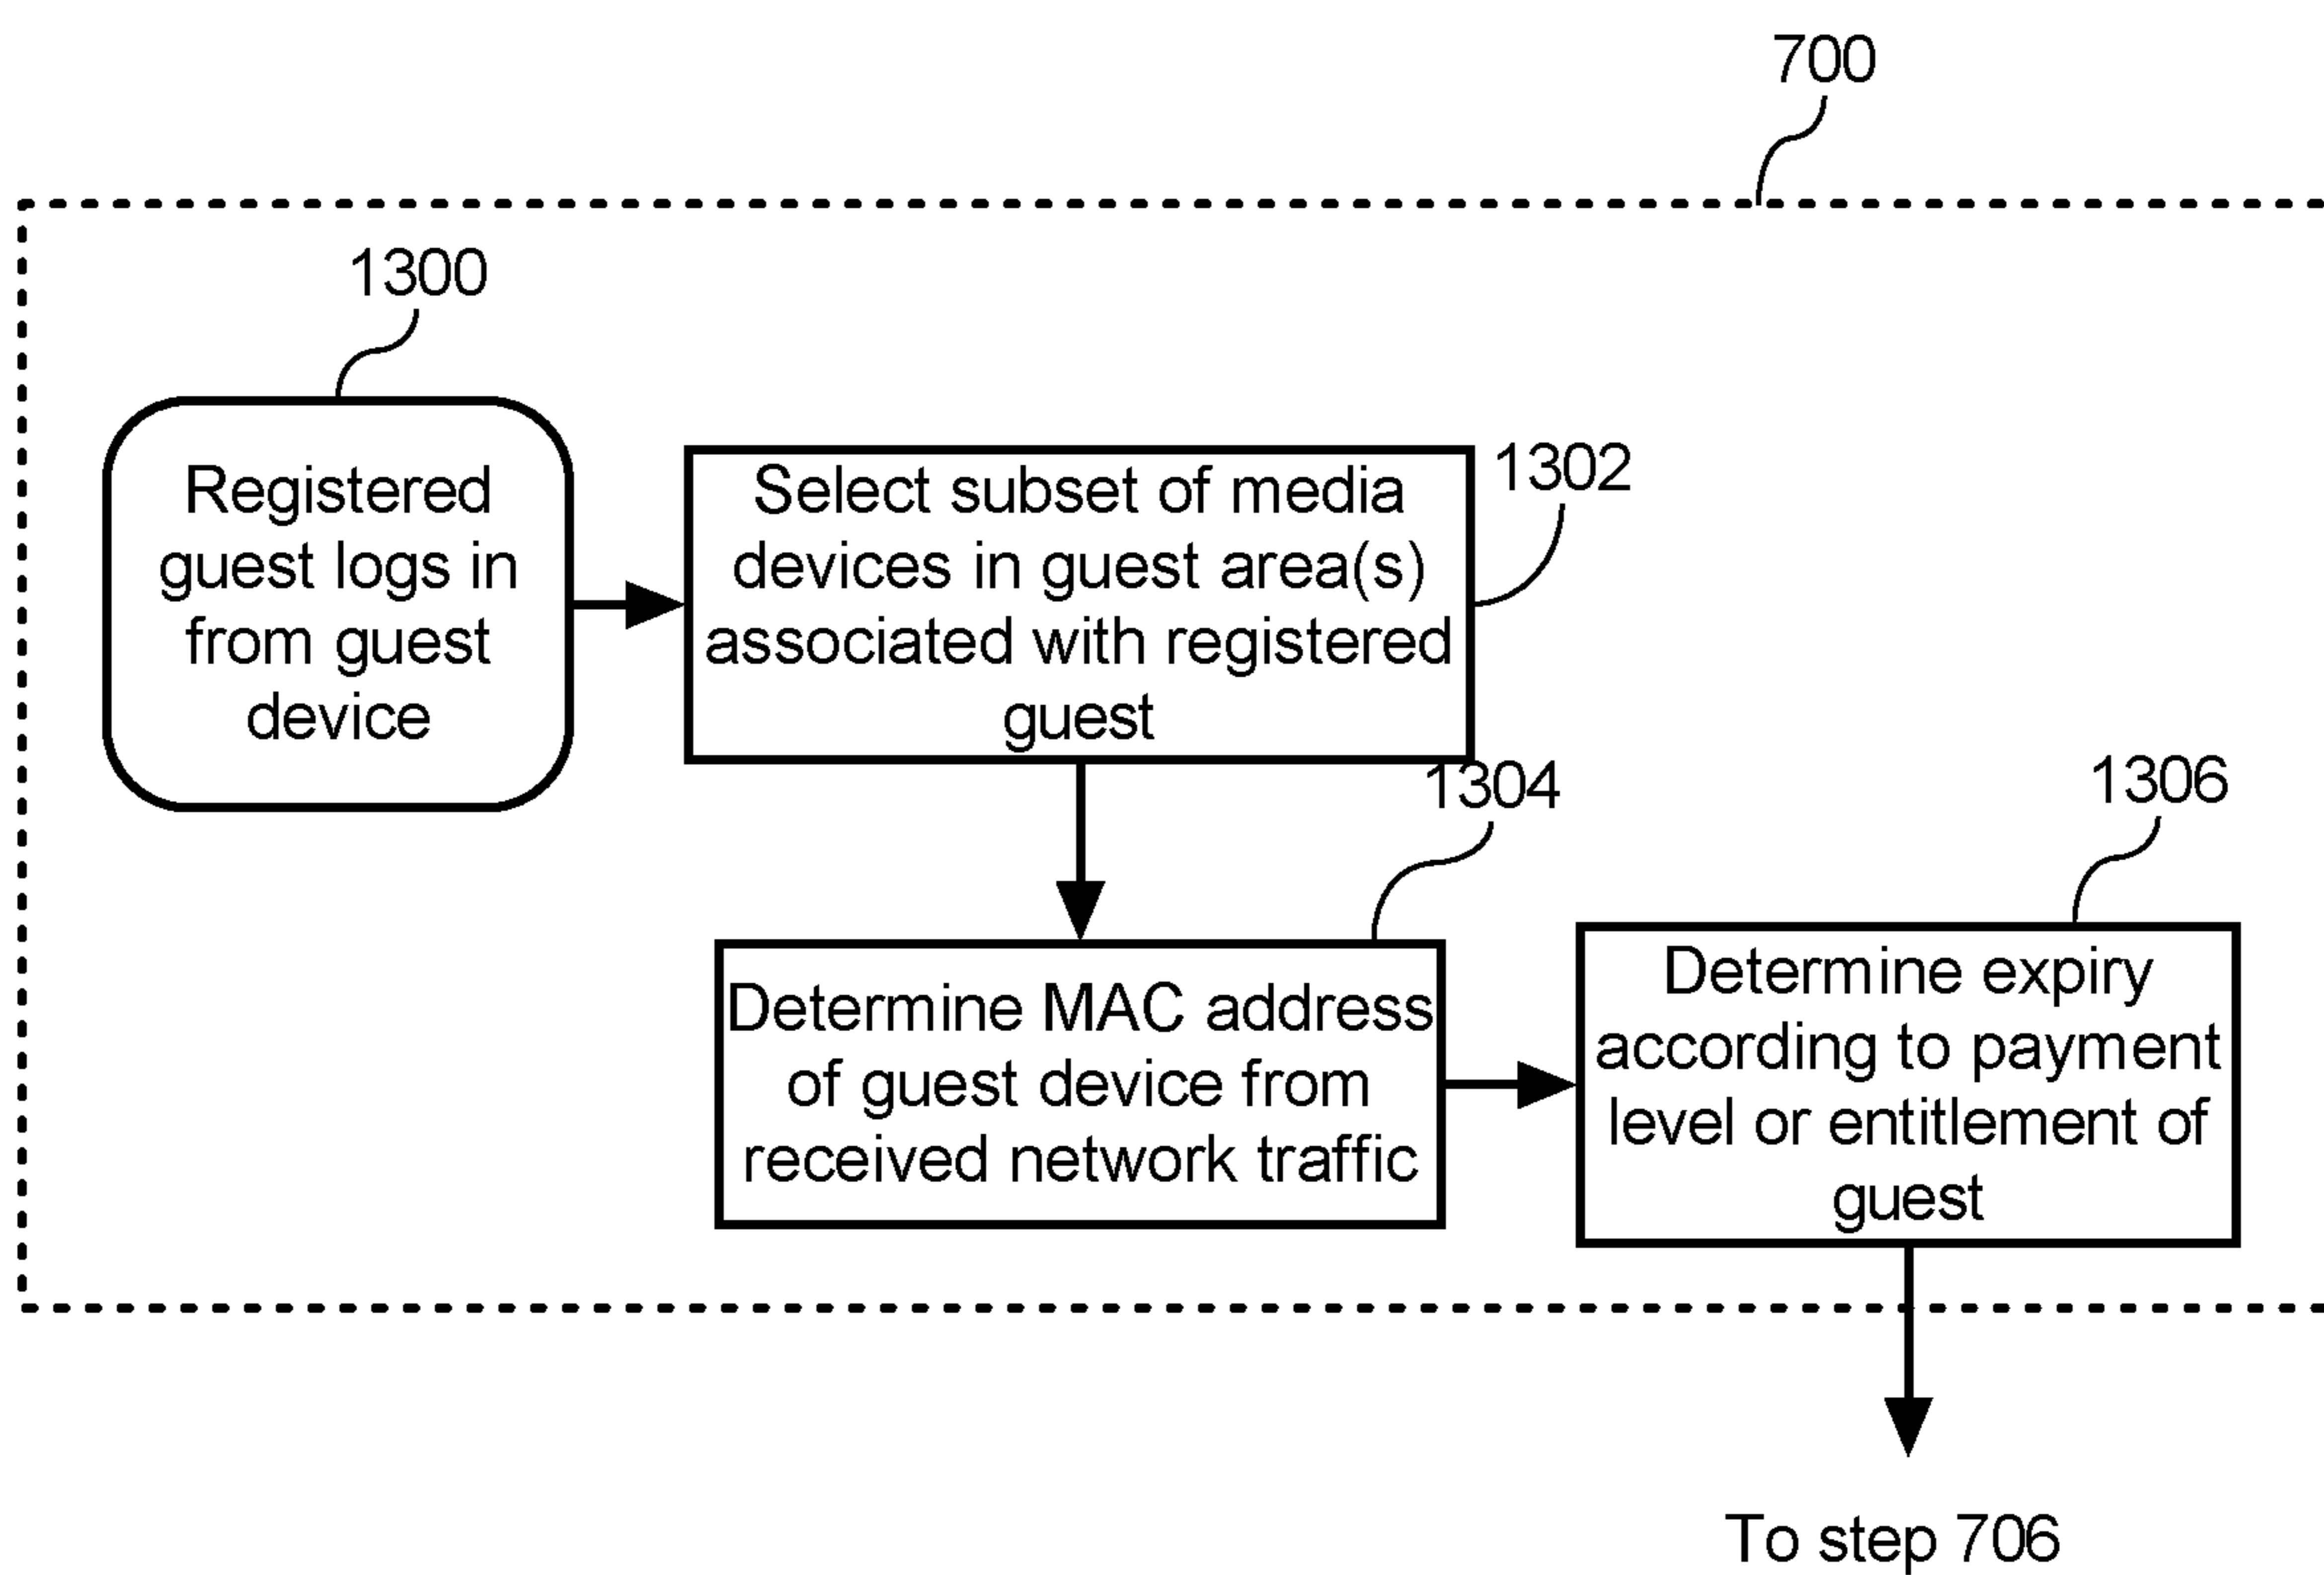 700
1300
Registered
guest logs in
from guest
device
1302
Select subset of media
devices in guest area(s)
associated with registered
guest
1304
Determine MAC address
of guest device from
received network traffic
1306
Determine expiry
according to payment
level or entitlement of
guest
To step 706